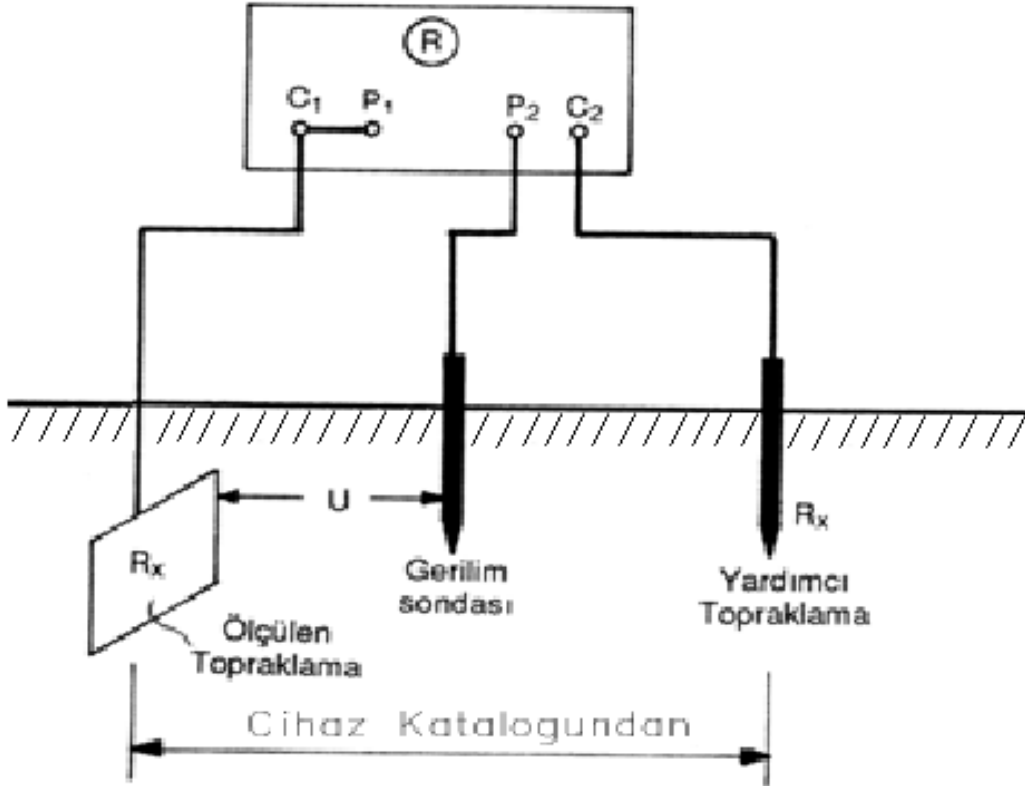 R
C₁ P₁ P₂ C₂
U
Rₓ
Rₓ
Gerilim
sondası
Yardımcı
Topraklama
Ölçülen
Topraklama
Cihaz Katalogundan